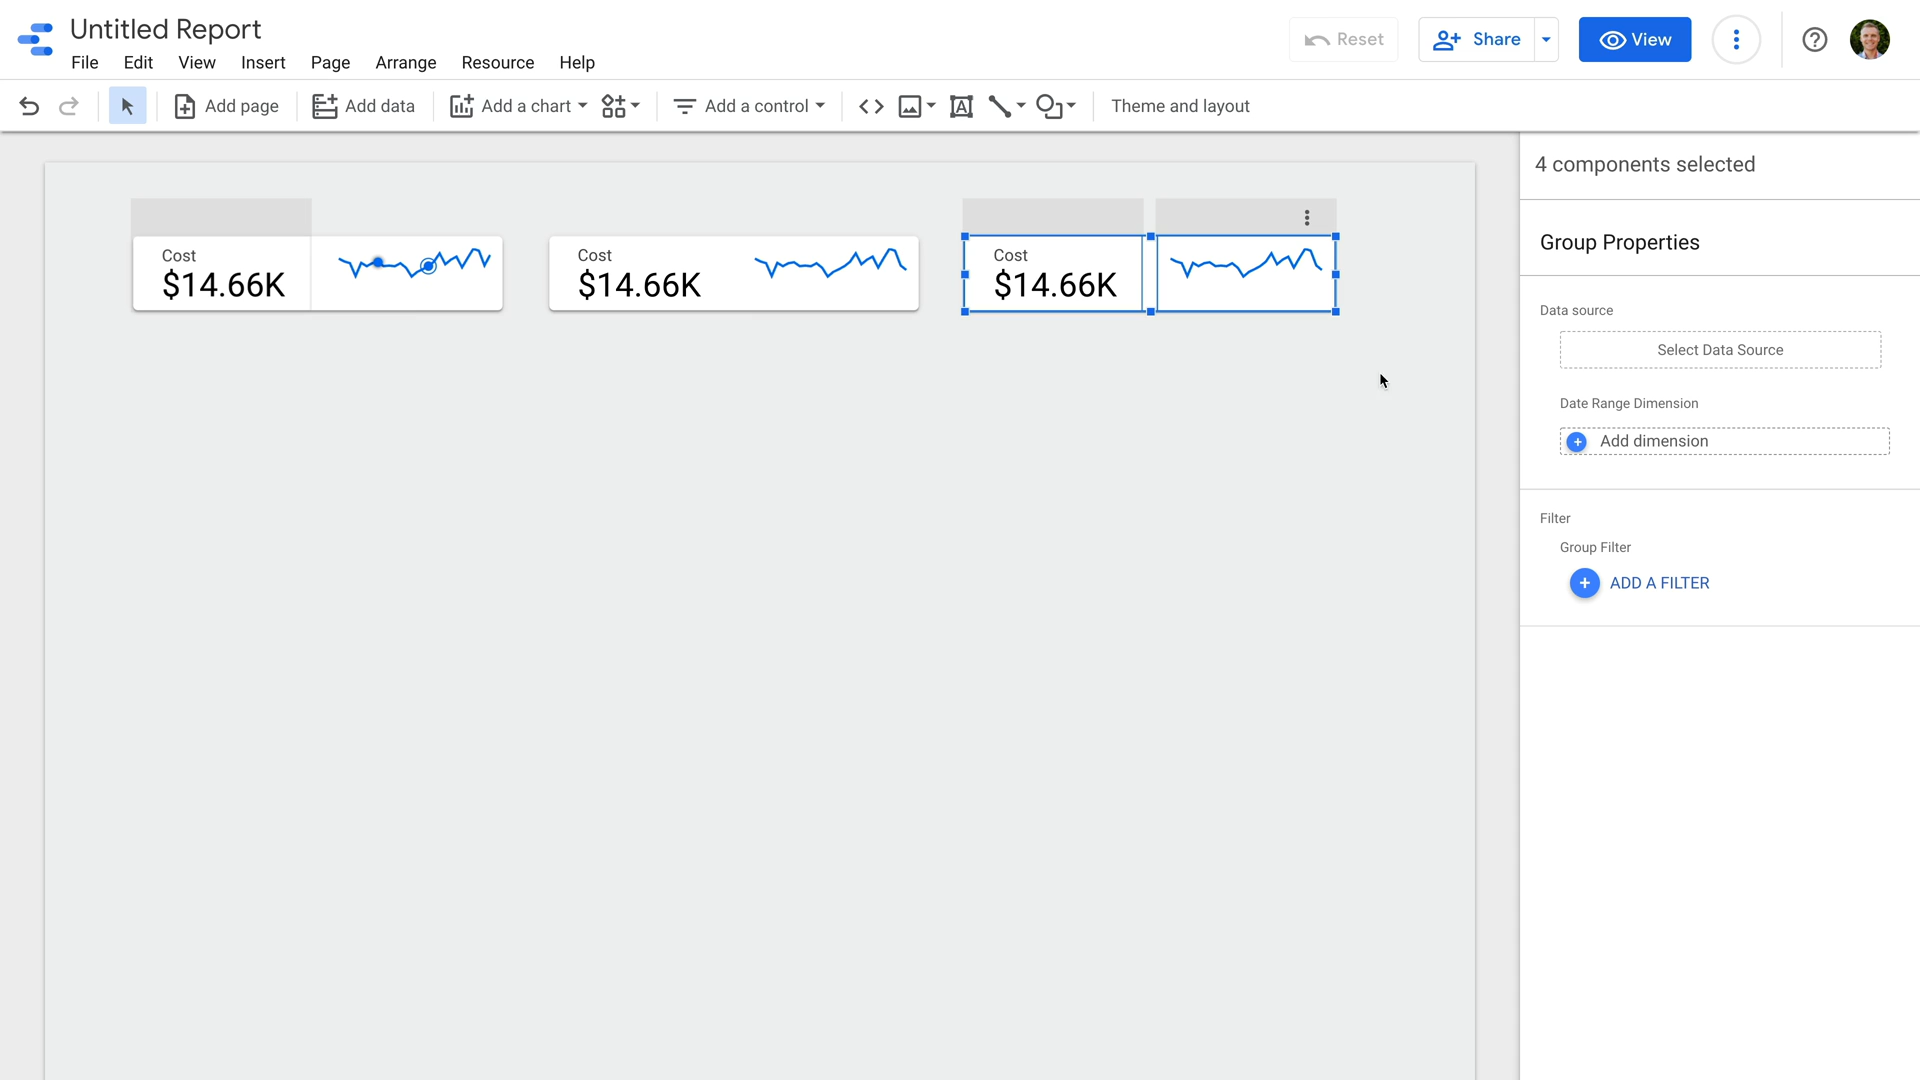 Untitled Report
File Edit View Insert Page Arrange Resource Help
Reset Share View
Add page Add data Add a chart Add a control Theme and layout
4 components selected
Group Properties
Cost
$14.66K
Cost
$14.66K
Cost
$14.66K
Data source
Select Data Source
Date Range Dimension
Add dimension
Filter
Group Filter
ADD A FILTER